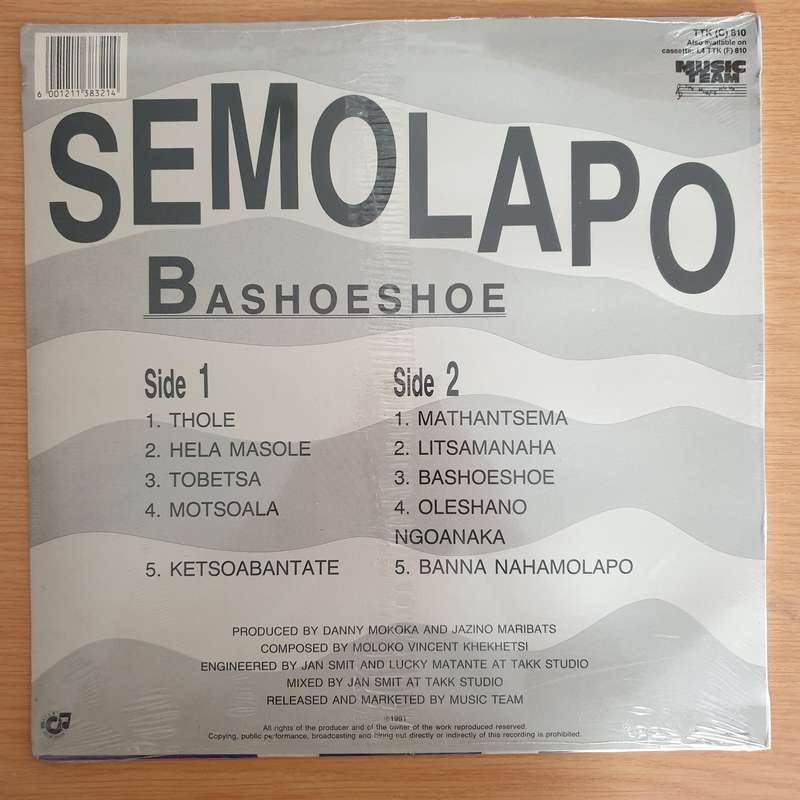 TTK (C) 810
Also available on
cassette: L4 TTK (F) 810
MUSIC
TEAM
6 001211 383214
SEMOLAPO
BASHOESHOE
Side 1
1. THOLE
2. HELA MASOLE
3. TOBETSA
4. MOTSOALA
5. KETSOABANTATE
Side 2
1. MATHANTSEMA
2. LITSAMANAHA
3. BASHOESHOE
4. OLESHANO
NGOANAKA
5. BANNA NAHAMOLAPO
PRODUCED BY DANNY MOKOKA AND JAZINO MARIBATS
COMPOSED BY MOLOKO VINCENT KHEKHETSI
ENGINEERED BY JAN SMIT AND LUCKY MATANTE AT TAKK STUDIO
MIXED BY JAN SMIT AT TAKK STUDIO
RELEASED AND MARKETED BY MUSIC TEAM
℗1991
All rights of the producer and of the owner of the work reproduced reserved.
Copying, public performance, broadcasting and hiring out directly or indirectly of this recording is prohibited.